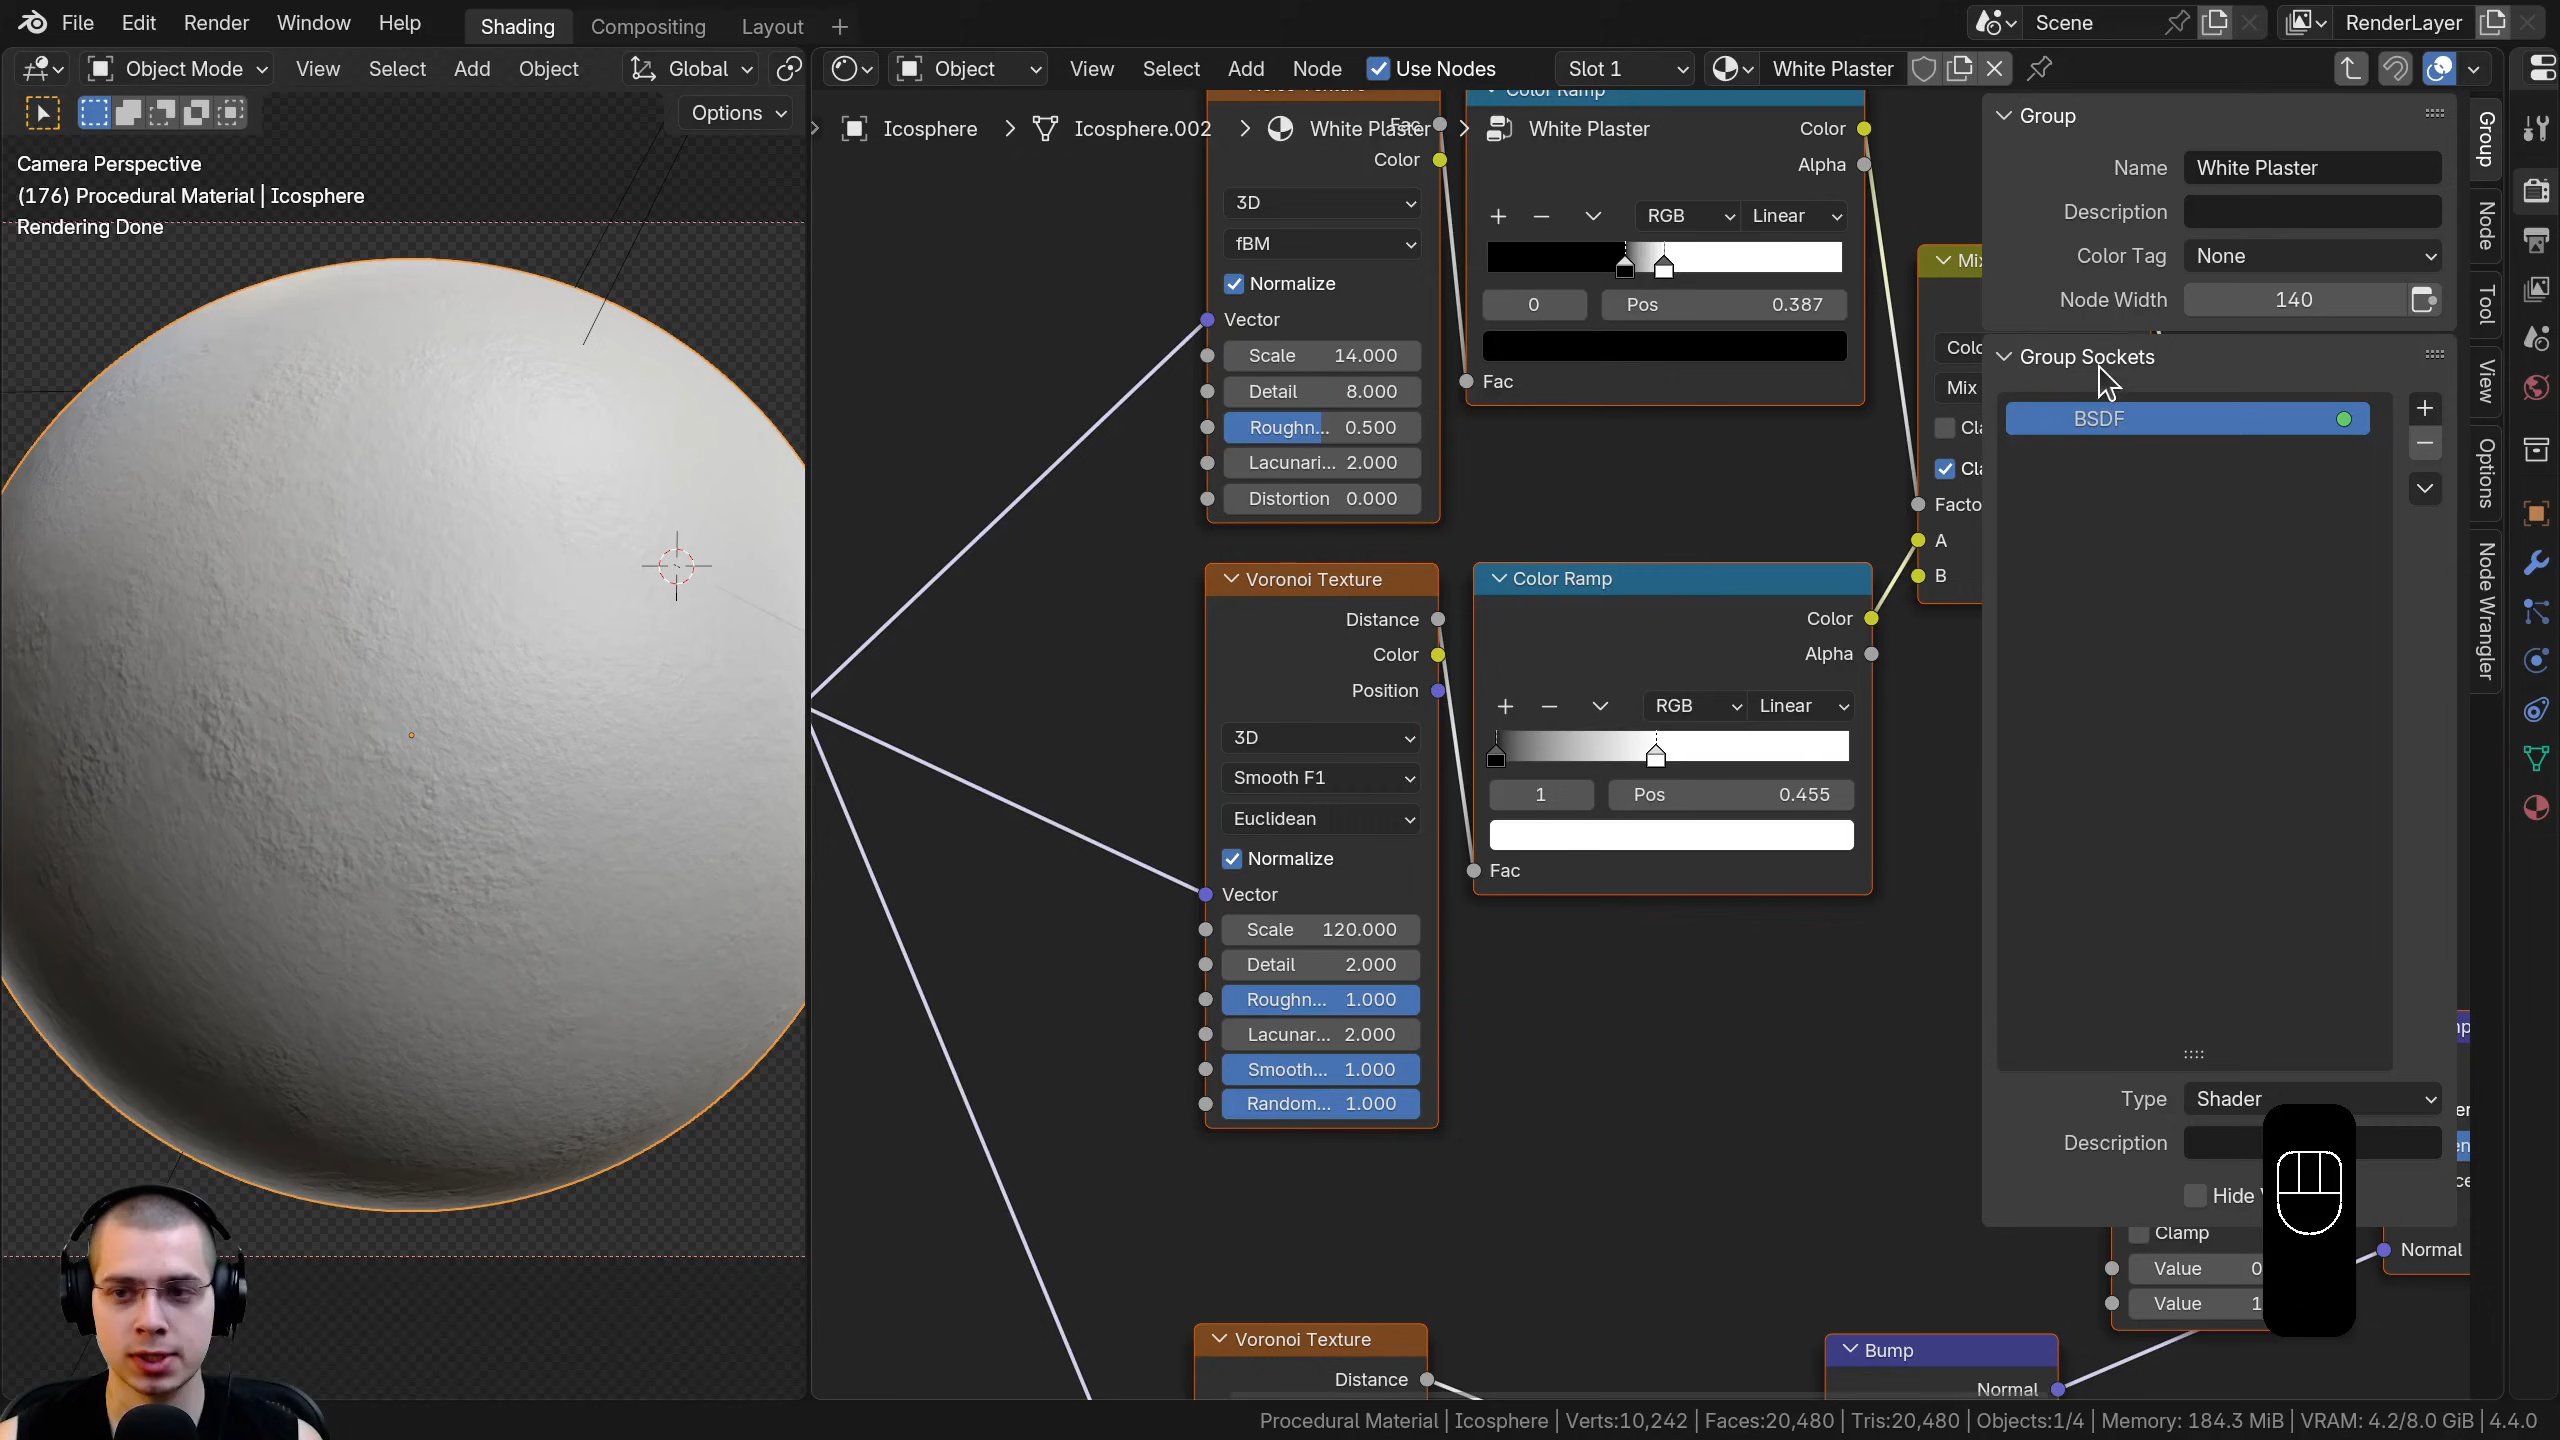 File Edit Render Window Help Shading Compositing Layout + Scene RenderLayer
Object Mode View Select Add Object Global
Options
Camera Perspective
(176) Procedural Material | Icosphere
Rendering Done
Object View Select Add Node Use Nodes Slot 1 White Plaster
Icosphere > Icosphere.002 > White Plaster > White Plaster
Fac
Color
3D
fBM
Normalize
Vector
Scale 14.000
Detail 8.000
Roughn... 0.500
Lacunari... 2.000
Distortion 0.000
Color Ramp
Color
Alpha
RGB Linear
0 Pos 0.387
Fac
Voronoi Texture
Distance
Color
Position
3D
Smooth F1
Euclidean
Normalize
Vector
Scale 120.000
Detail 2.000
Roughn... 1.000
Lacunar... 2.000
Smooth... 1.000
Random... 1.000
Color Ramp
Color
Alpha
RGB Linear
1 Pos 0.455
Fac
Mix
A
B
Voronoi Texture
Distance
Bump
Normal
Clamp
Value 0
Value 1
Normal
Group
Name White Plaster
Description
Color Tag None
Node Width 140
Group Sockets
BSDF
Type Shader
Description
Hide
Group
Node
Tool
View
Options
Node Wrangler
Procedural Material | Icosphere | Verts:10,242 | Faces:20,480 | Tris:20,480 | Objects:1/4 | Memory: 184.3 MiB | VRAM: 4.2/8.0 GiB | 4.4.0